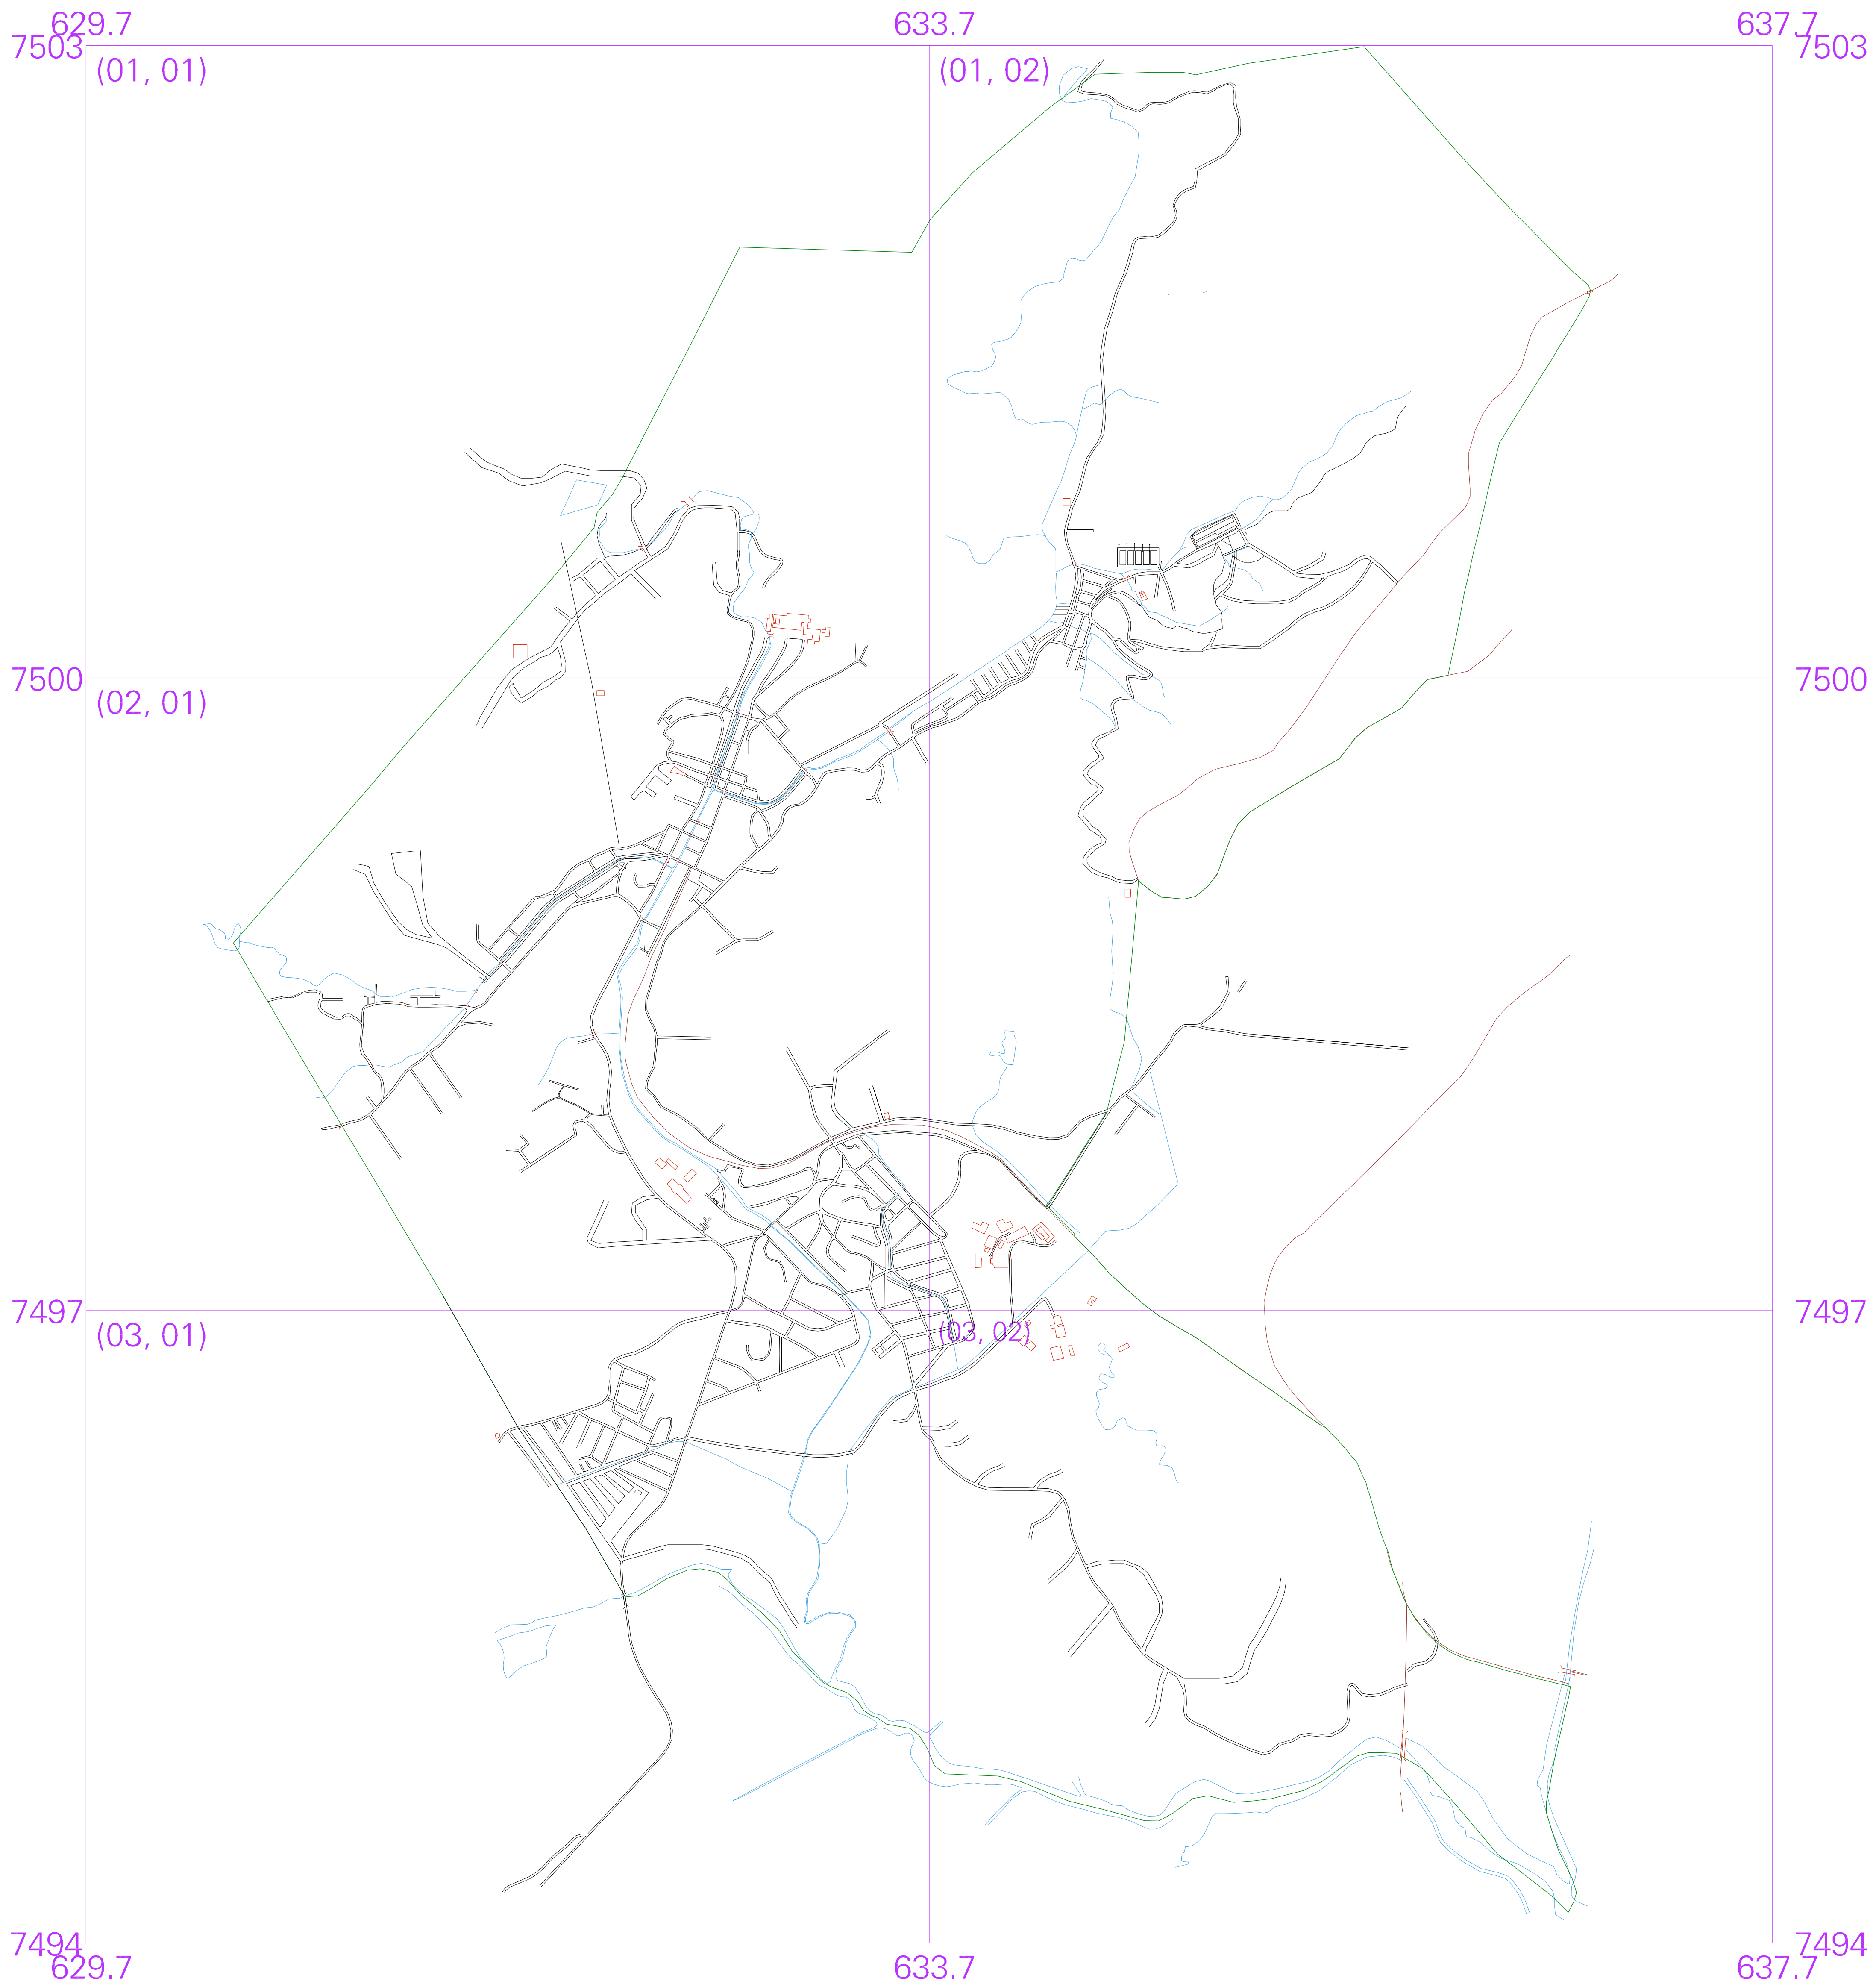 629.7 633.7 637.7
7503 7503
(01, 01) (01, 02)
7500 7500
(02, 01)
7497 7497
(03, 01) (03, 02)
7494 7494
629.7 633.7 637.7